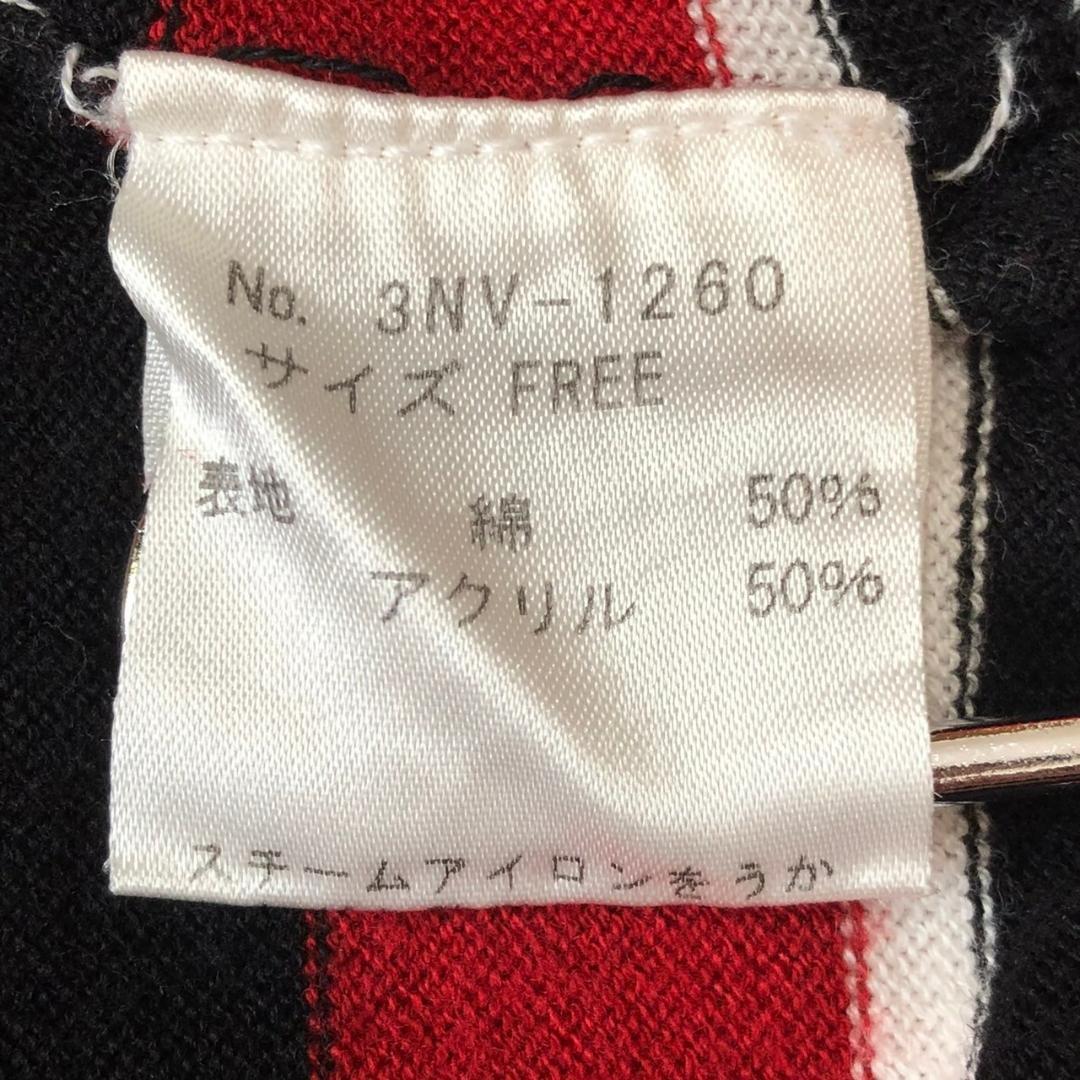 No. 3NV-1260
サイズ FREE
表地 綿 50%
アクリル 50%
スチームアイロンをうか